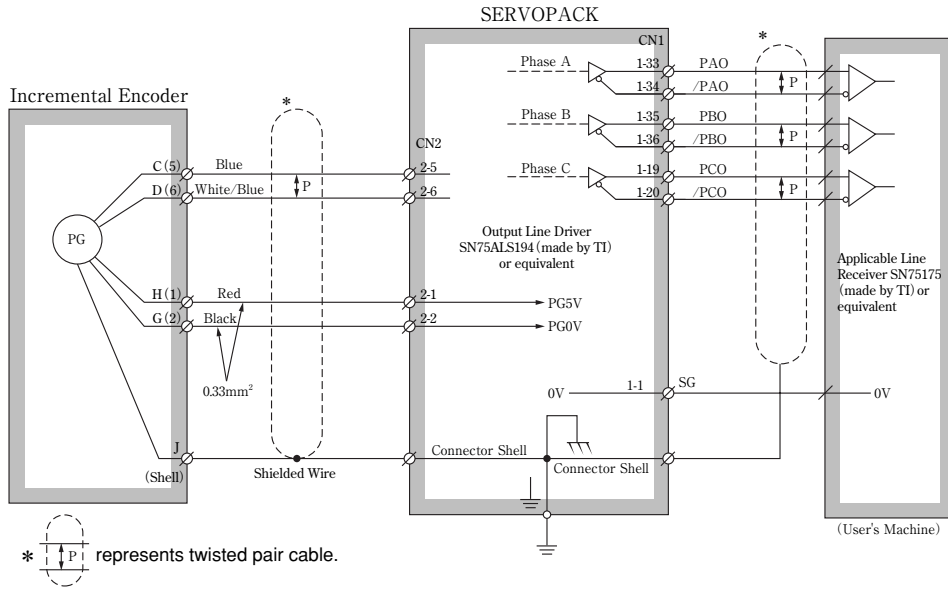 SERVOPACK
*
CN1
Phase A
1-33
PAO
P
1-34
/PAO
Incremental Encoder
*
Phase B
1-35
PBO
P
1-36
/PBO
CN2
C (5)
Blue
2-5
Phase C
1-19
PCO
P
P
D (6)
White/Blue
2-6
1-20
/PCO
PG
Output Line Driver
SN75ALS194 (made by TI)
or equivalent
Applicable Line
Receiver SN75175
(made by TI) or
equivalent
H (1)
Red
2-1
PG5V
G (2)
Black
2-2
PG0V
0.33mm²
0V
1-1
SG
0V
J
(Shell)
Shielded Wire
Connector Shell
Connector Shell
(User's Machine)
* P represents twisted pair cable.